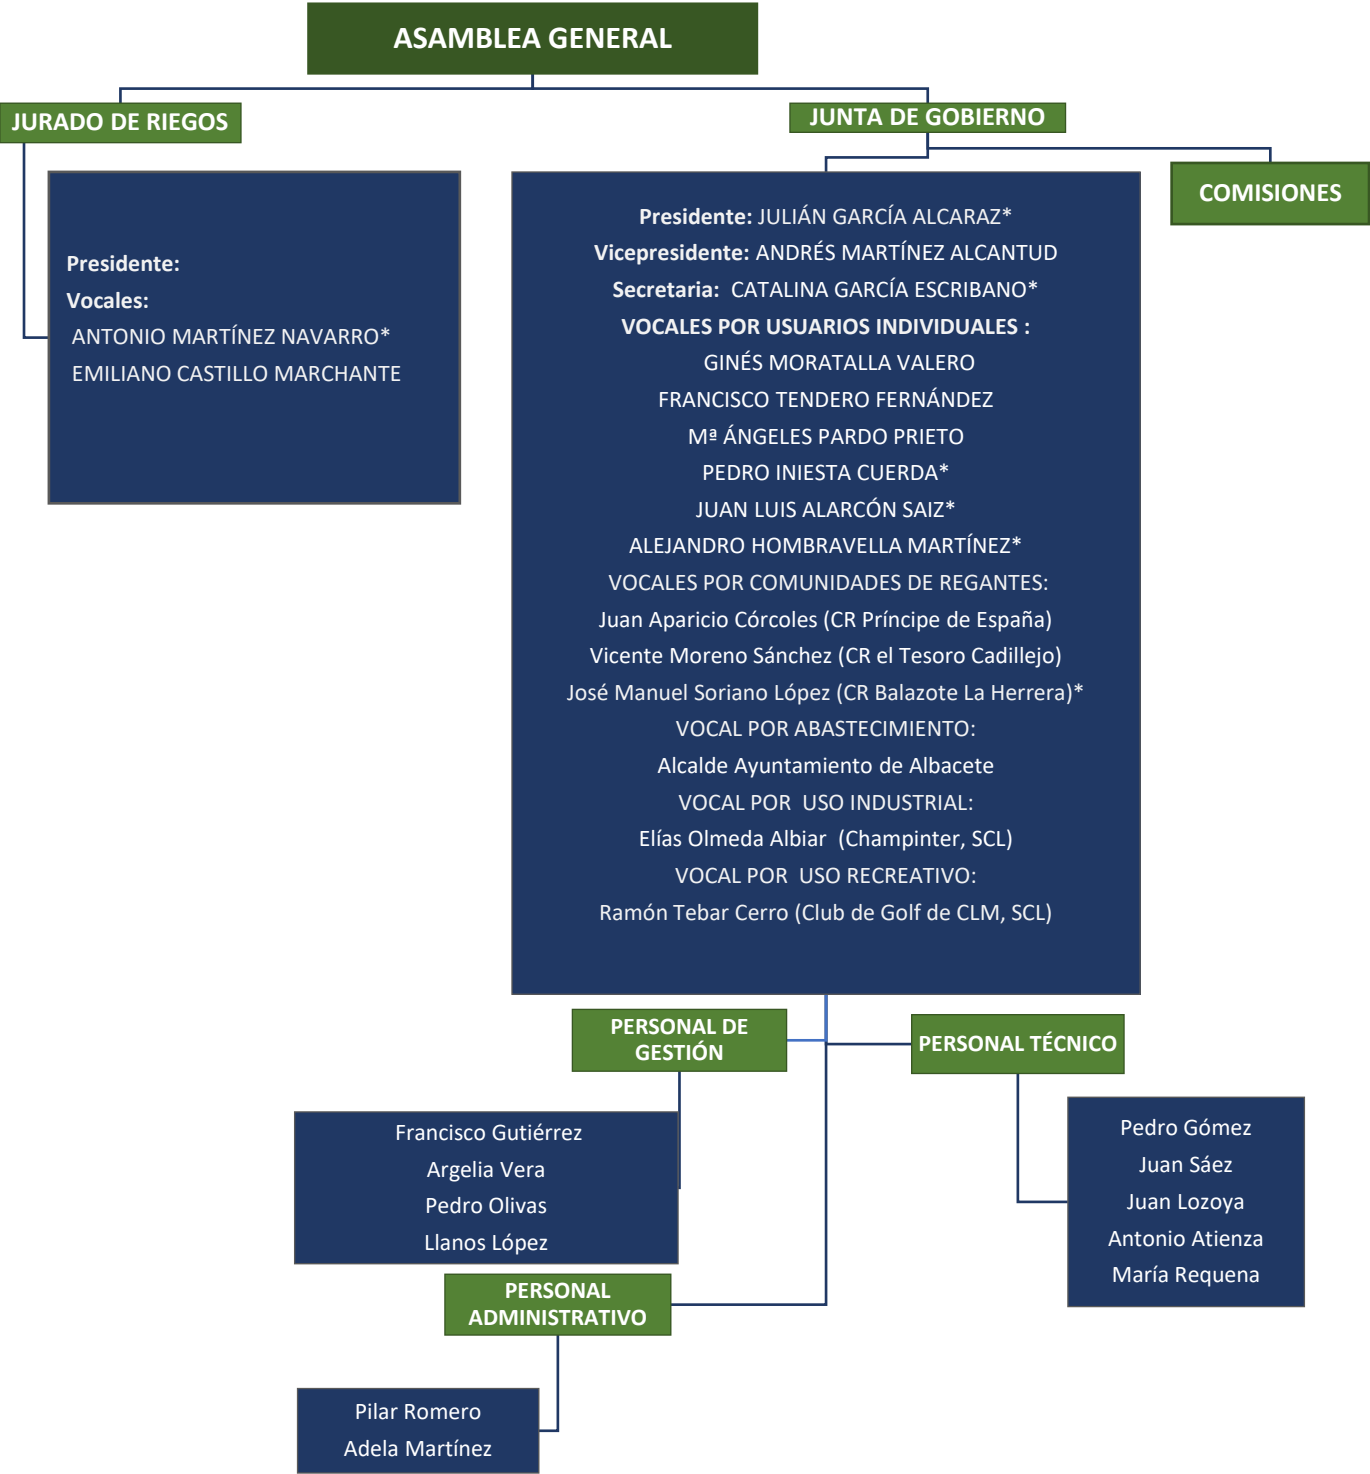 ASAMBLEA GENERAL
JURADO DE RIEGOS
Presidente:
Vocales:
ANTONIO MARTÍNEZ NAVARRO*
EMILIANO CASTILLO MARCHANTE
JUNTA DE GOBIERNO
COMISIONES
Presidente: JULIÁN GARCÍA ALCARAZ*
Vicepresidente: ANDRÉS MARTÍNEZ ALCANTUD
Secretaria: CATALINA GARCÍA ESCRIBANO*
VOCALES POR USUARIOS INDIVIDUALES :
GINÉS MORATALLA VALERO
FRANCISCO TENDERO FERNÁNDEZ
Mª ÁNGELES PARDO PRIETO
PEDRO INIESTA CUERDA*
JUAN LUIS ALARCÓN SAIZ*
ALEJANDRO HOMBRAVELLA MARTÍNEZ*
VOCALES POR COMUNIDADES DE REGANTES:
Juan Aparicio Córcoles (CR Príncipe de España)
Vicente Moreno Sánchez (CR el Tesoro Cadillejo)
José Manuel Soriano López (CR Balazote La Herrera)*
VOCAL POR ABASTECIMIENTO:
Alcalde Ayuntamiento de Albacete
VOCAL POR USO INDUSTRIAL:
Elías Olmeda Albiar (Champinter, SCL)
VOCAL POR USO RECREATIVO:
Ramón Tebar Cerro (Club de Golf de CLM, SCL)
PERSONAL DE
GESTIÓN
Francisco Gutiérrez
Argelia Vera
Pedro Olivas
Llanos López
PERSONAL TÉCNICO
Pedro Gómez
Juan Sáez
Juan Lozoya
Antonio Atienza
María Requena
PERSONAL
ADMINISTRATIVO
Pilar Romero
Adela Martínez